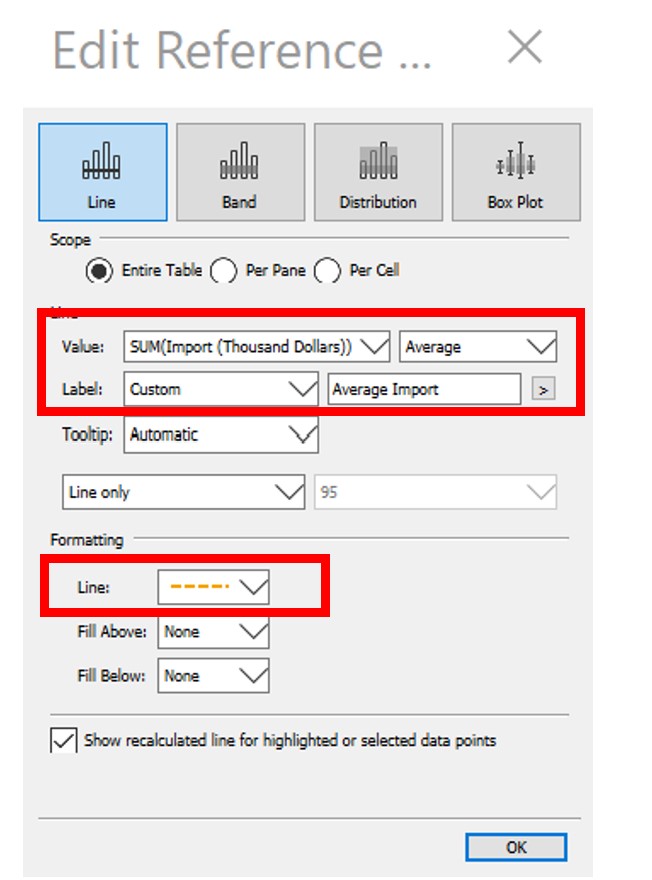 Edit Reference ...
Line Band Distribution Box Plot
Scope
Entire Table Per Pane Per Cell
Line
Value: SUM(Import (Thousand Dollars)) Average
Label: Custom Average Import >
Tooltip: Automatic
Line only 95
Formatting
Line:
Fill Above: None
Fill Below: None
Show recalculated line for highlighted or selected data points
OK